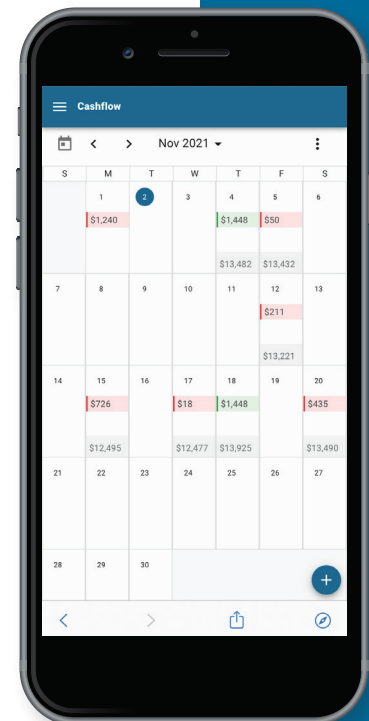 Cashflow
Nov 2021
S M T W T F S
1 2 3 4 5 6
$1,240 $1,448 $50
$13,482 $13,432
7 8 9 10 11 12 13
$211
$13,221
14 15 16 17 18 19 20
$726 $18 $1,448 $435
$12,495 $12,477 $13,925 $13,490
21 22 23 24 25 26 27
28 29 30